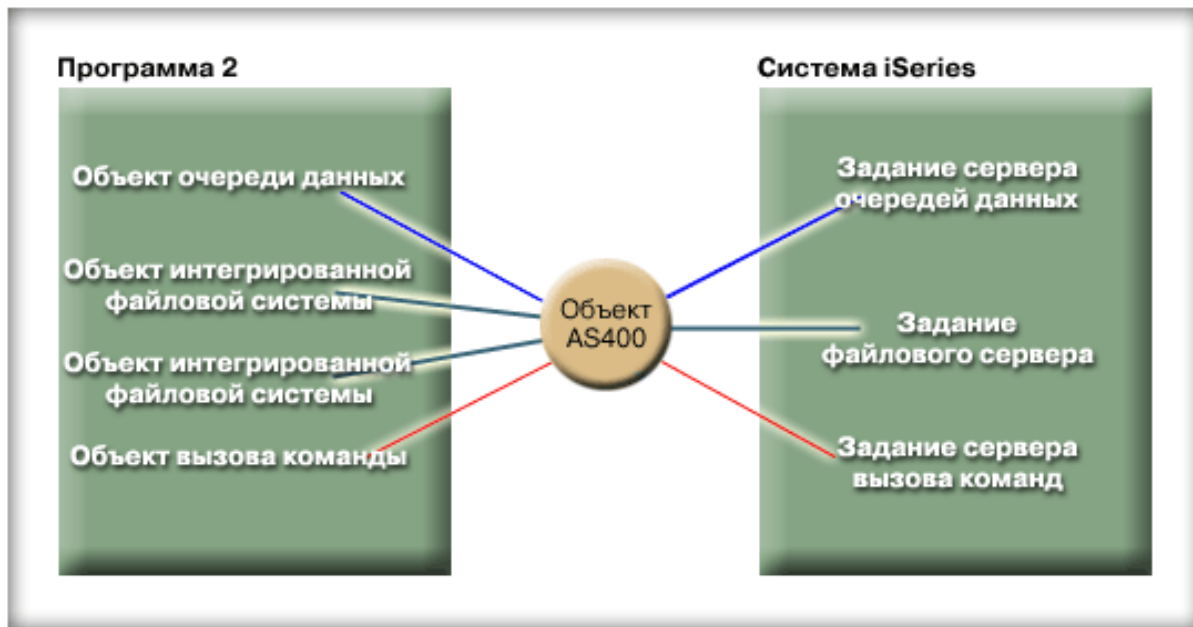 Программа 2
Объект очереди данных
Объект интегрированной
файловой системы
Объект интегрированной
файловой системы
Объект вызова команды
Объект
AS400
Система iSeries
Задание сервера
очередей данных
Задание
файлового сервера
Задание сервера
вызова команд